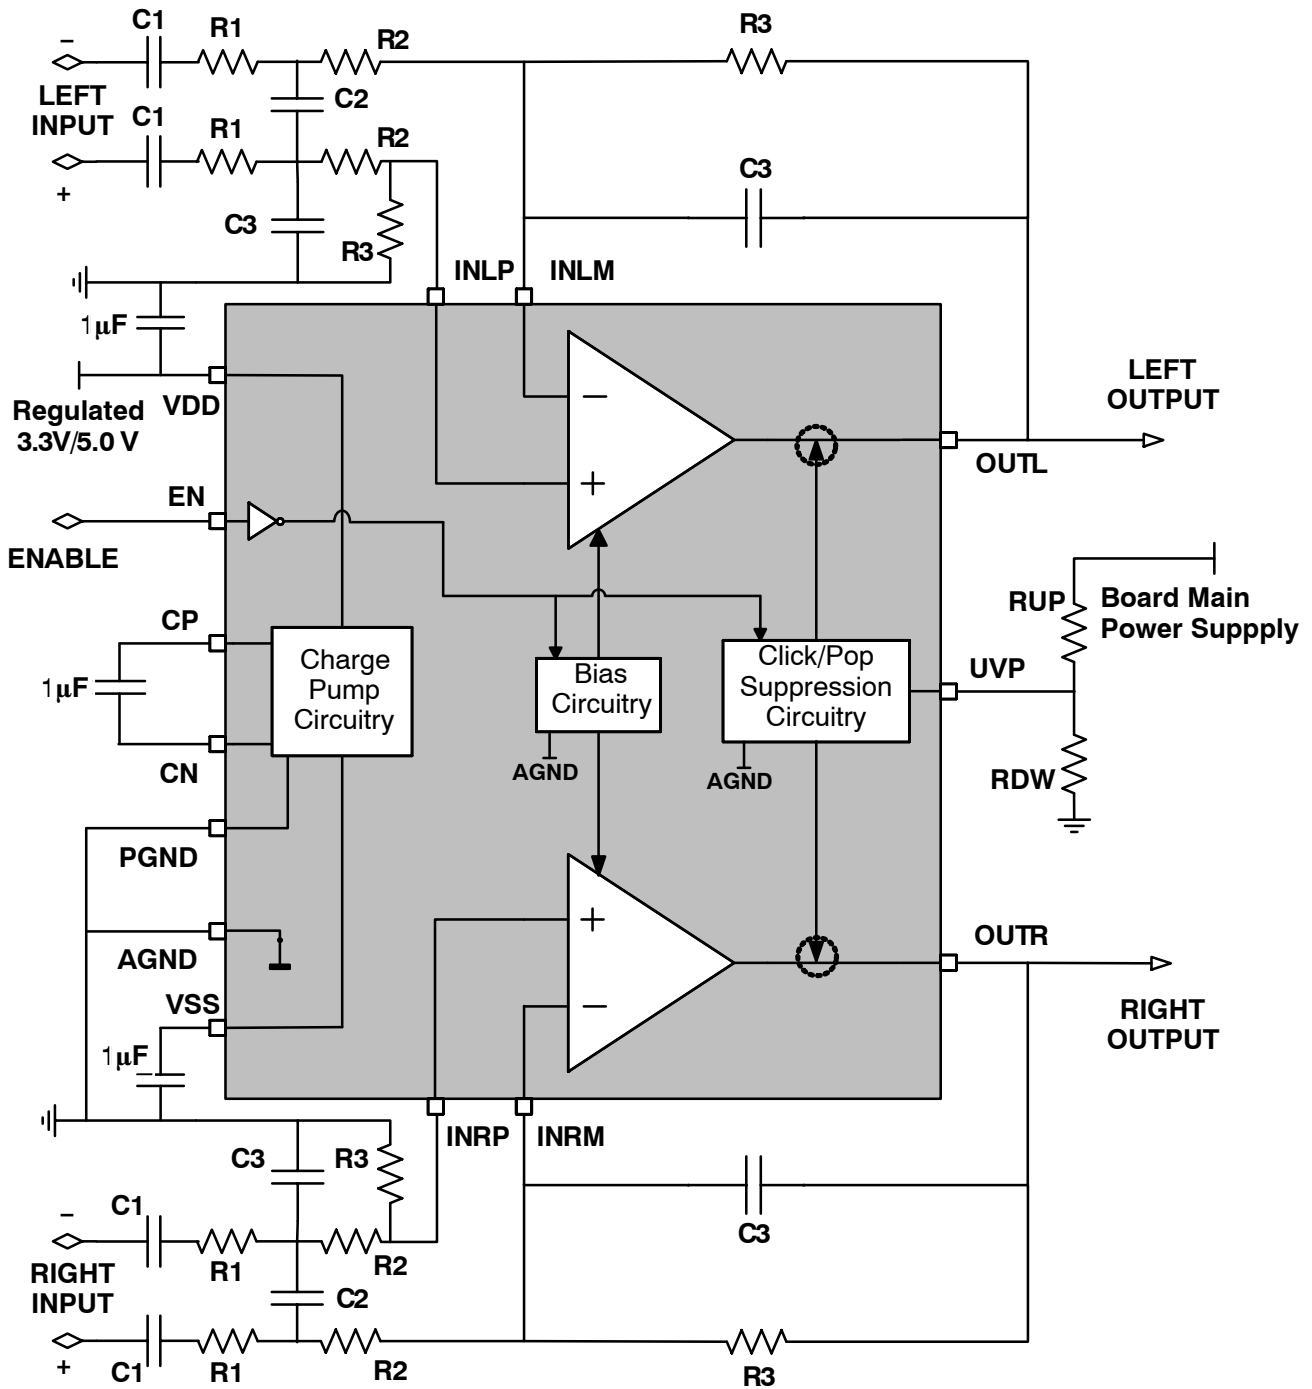 C1
R1
R2
R3
−
LEFT
INPUT
C2
C1
R1
R2
+
C3
R3
C3
INLP
INLM
1μF
VDD
Regulated
3.3V/5.0 V
−
+
LEFT
OUTPUT
OUTL
EN
ENABLE
CP
1μF
CN
Charge
Pump
Circuitry
Bias
Circuitry
AGND
Click/Pop
Suppression
Circuitry
AGND
UVP
RUP
Board Main
Power Suppply
RDW
PGND
AGND
VSS
1μF
+
−
OUTR
RIGHT
OUTPUT
INRP
INRM
C3
R3
−
C1
R1
R2
C3
RIGHT
INPUT
C2
+
C1
R1
R2
R3